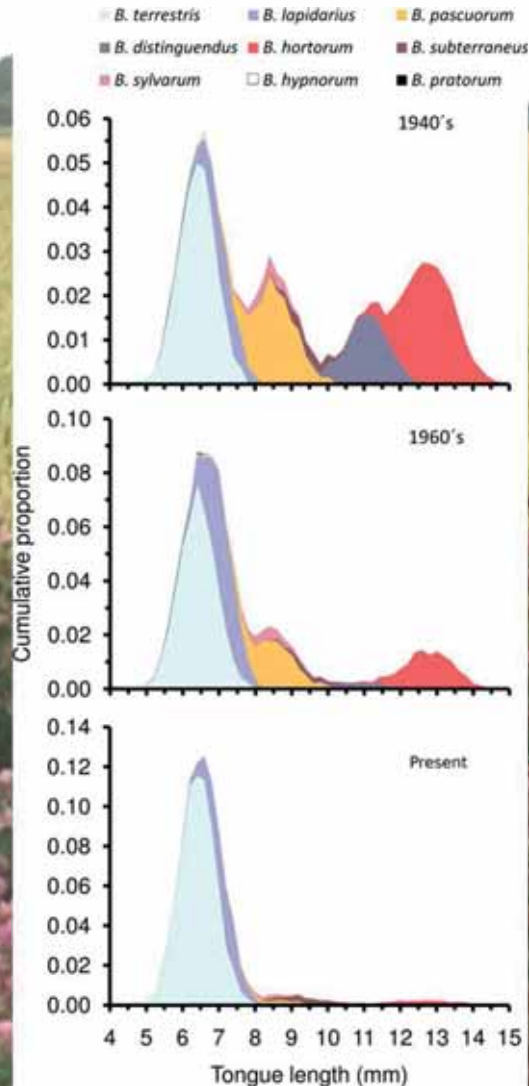 B. terrestris B. lapidarius B. pascuorum
B. distinguendus B. hortorum B. subterraneus
B. sylvarum B. hypnorum B. pratorum
1940´s
0.06
0.05
0.04
0.03
0.02
0.01
0.00
1960´s
0.10
0.08
0.06
0.04
0.02
0.00
Cumulative proportion
Present
0.14
0.12
0.10
0.08
0.06
0.04
0.02
0.00
4 5 6 7 8 9 10 11 12 13 14 15
Tongue length (mm)